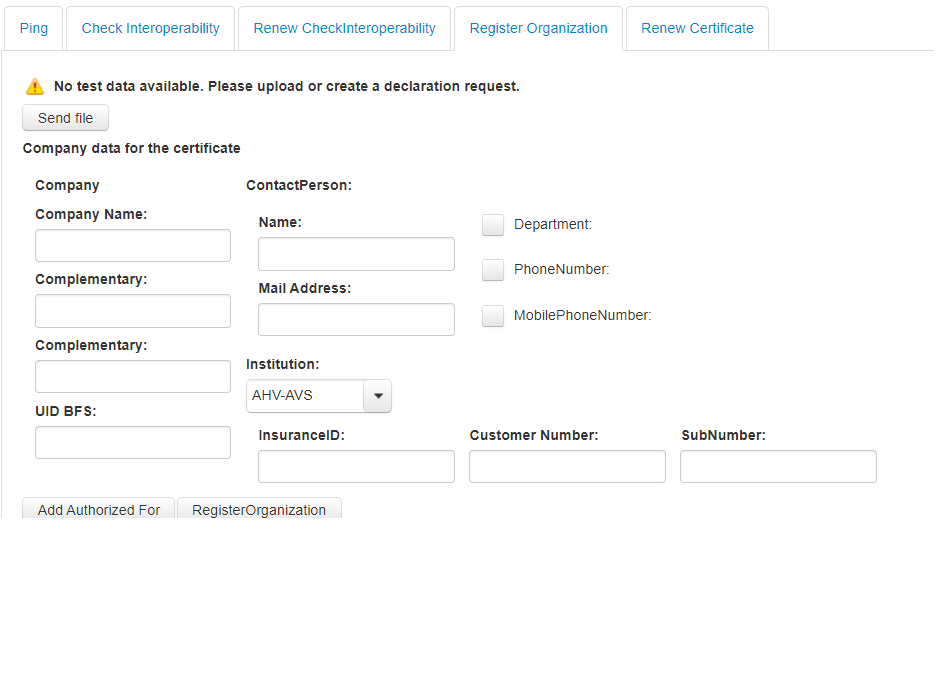 Ping Check Interoperability Renew CheckInteroperability Register Organization Renew Certificate
No test data available. Please upload or create a declaration request.
Send file
Company data for the certificate
Company
Company Name:
Complementary:
Complementary:
UID BFS:
ContactPerson:
Name:
Mail Address:
Department:
PhoneNumber:
MobilePhoneNumber:
Institution:
AHV-AVS
InsuranceID: Customer Number: SubNumber:
Add Authorized For RegisterOrganization